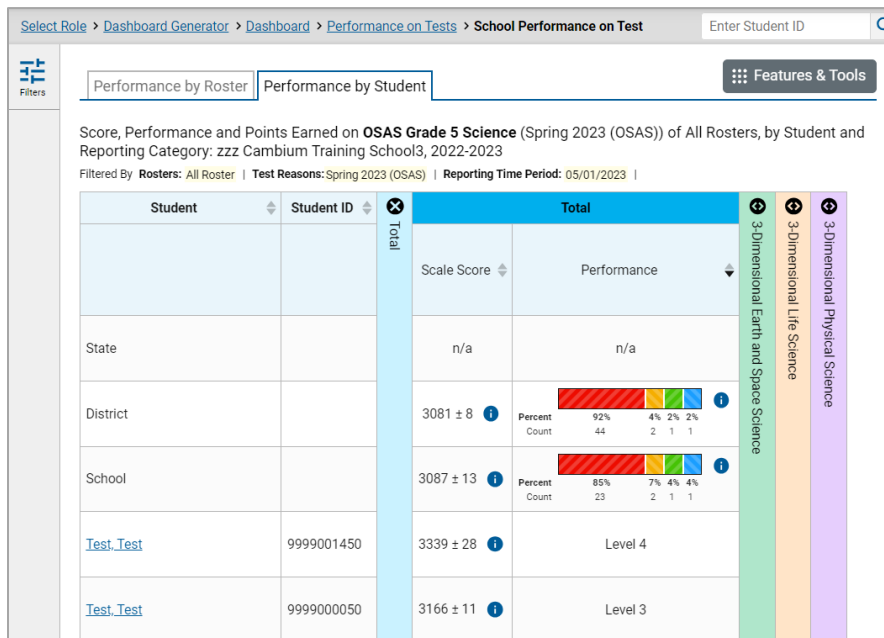 Select Role > Dashboard Generator > Dashboard > Performance on Tests > School Performance on Test
Enter Student ID
Filters
Performance by Roster
Performance by Student
Features & Tools
Score, Performance and Points Earned on OSAS Grade 5 Science (Spring 2023 (OSAS)) of All Rosters, by Student and
Reporting Category: zzz Cambium Training School3, 2022-2023
Filtered By Rosters: All Roster | Test Reasons: Spring 2023 (OSAS) | Reporting Time Period: 05/01/2023 |
Student Student ID Total Total
Scale Score Performance
3-Dimensional Earth and Space Science
3-Dimensional Life Science
3-Dimensional Physical Science
State n/a n/a
District 3081 ± 8
Percent 92% 4% 2% 2%
Count 44 2 1 1
School 3087 ± 13
Percent 85% 7% 4% 4%
Count 23 2 1 1
Test, Test 9999001450 3339 ± 28 Level 4
Test, Test 9999000050 3166 ± 11 Level 3